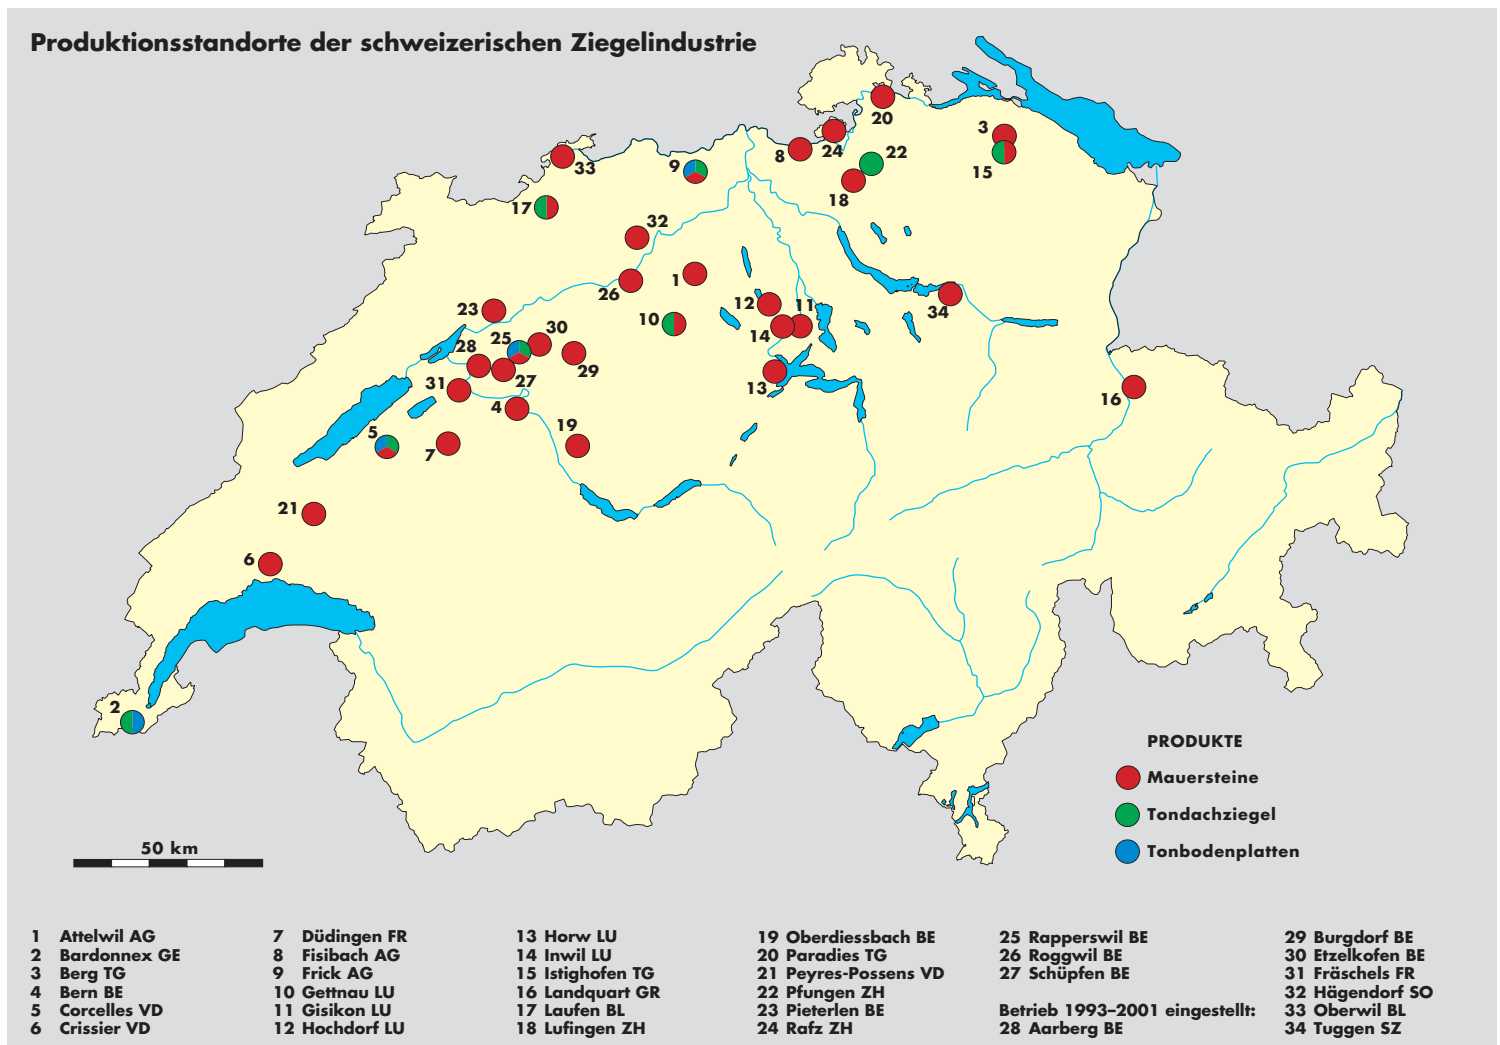 Produktionsstandorte der schweizerischen Ziegelindustrie
20
3
24
8
22
33
9
15
18
17
32
1
26
12
11
23
10
14
34
30
25
28
29
27
13
16
31
4
19
5
7
21
6
2
PRODUKTE
Mauersteine
Tondachziegel
Tonbodenplatten
50 km
1 Attelwil AG
2 Bardonnex GE
3 Berg TG
4 Bern BE
5 Corcelles VD
6 Crissier VD
7 Düdingen FR
8 Fisibach AG
9 Frick AG
10 Gettnau LU
11 Gisikon LU
12 Hochdorf LU
13 Horw LU
14 Inwil LU
15 Istighofen TG
16 Landquart GR
17 Laufen BL
18 Lufingen ZH
19 Oberdiessbach BE
20 Paradies TG
21 Peyres-Possens VD
22 Pfungen ZH
23 Pieterlen BE
24 Rafz ZH
25 Rapperswil BE
26 Roggwil BE
27 Schüpfen BE
Betrieb 1993–2001 eingestellt:
28 Aarberg BE
29 Burgdorf BE
30 Etzelkofen BE
31 Fräschels FR
32 Hägendorf SO
33 Oberwil BL
34 Tuggen SZ